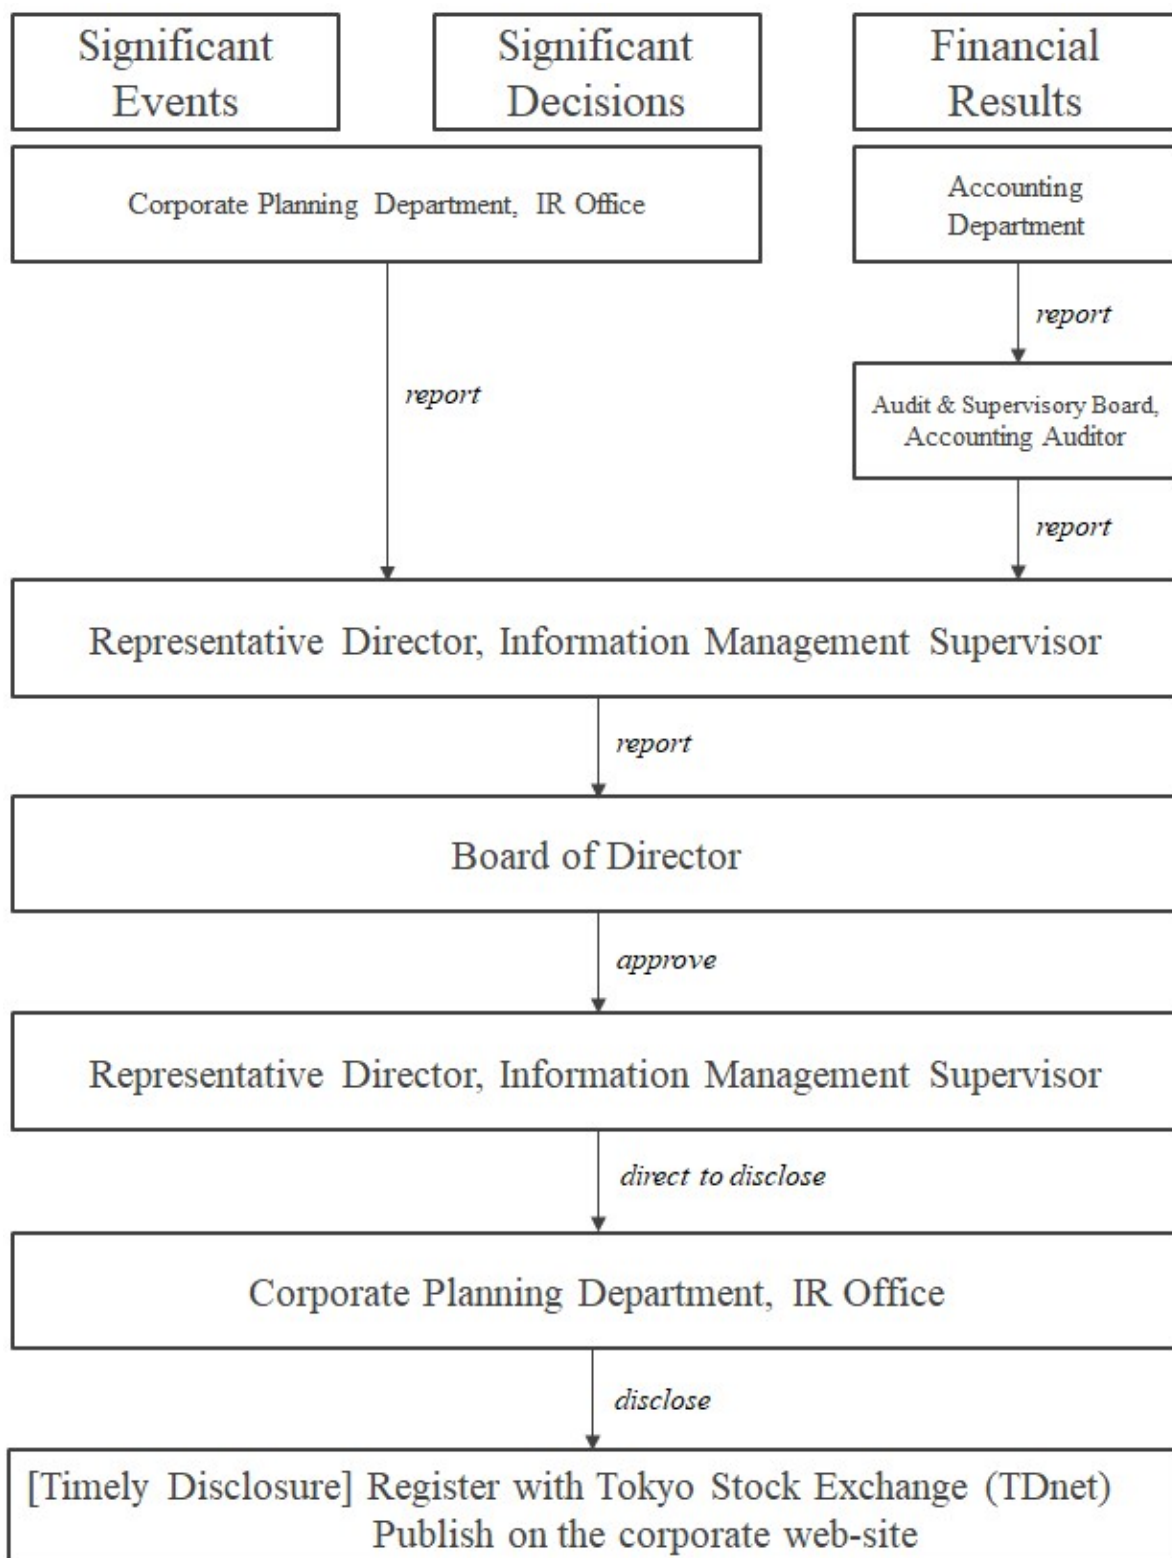 Significant
Events
Significant
Decisions
Financial
Results
Corporate Planning Department, IR Office
Accounting
Department
report
report
Audit & Supervisory Board,
Accounting Auditor
report
Representative Director, Information Management Supervisor
report
Board of Director
approve
Representative Director, Information Management Supervisor
direct to disclose
Corporate Planning Department, IR Office
disclose
[Timely Disclosure] Register with Tokyo Stock Exchange (TDnet)
Publish on the corporate web-site